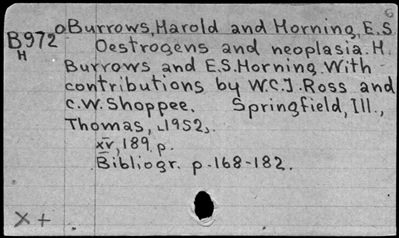 Burrows, Harold and Horning, E.S.
B972
H
Oestrogens and neoplasia. H.
Burrows and E.S. Horning. With
contributions by W.C.J. Ross and
C.W. Shoppee. Springfield, Ill.,
Thomas, 1952.
xv, 189 p.
Bibliogr. p. 168-182.
X +